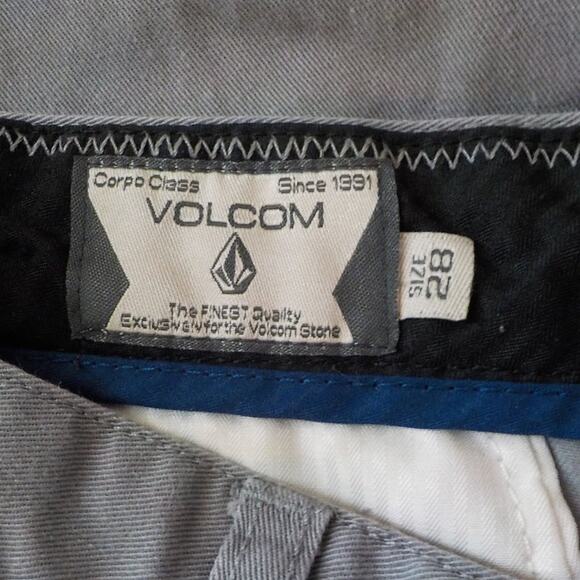 Corpo Class Since 1991
VOLCOM
The FINEST Quality
Exclusively for the Volcom Stone
SIZE
28